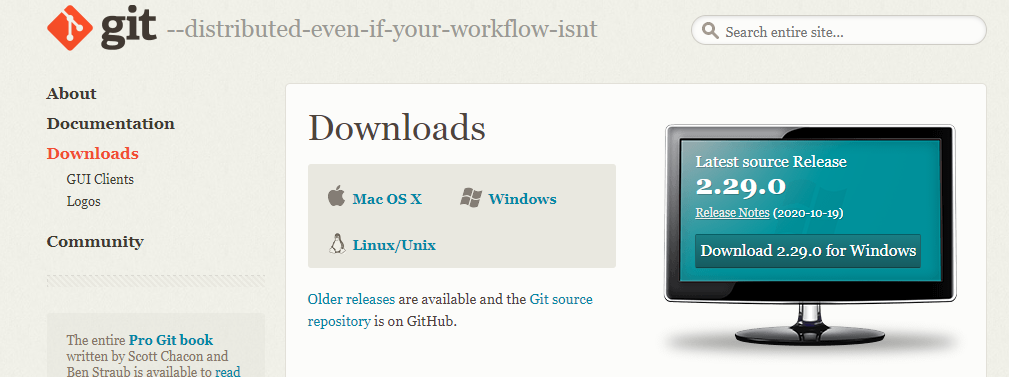 git --distributed-even-if-your-workflow-isnt
Search entire site...
About
Documentation
Downloads
GUI Clients
Logos
Community
The entire Pro Git book
written by Scott Chacon and
Ben Straub is available to read
Downloads
Mac OS X
Windows
Linux/Unix
Older releases are available and the Git source
repository is on GitHub.
Latest source Release
2.29.0
Release Notes (2020-10-19)
Download 2.29.0 for Windows